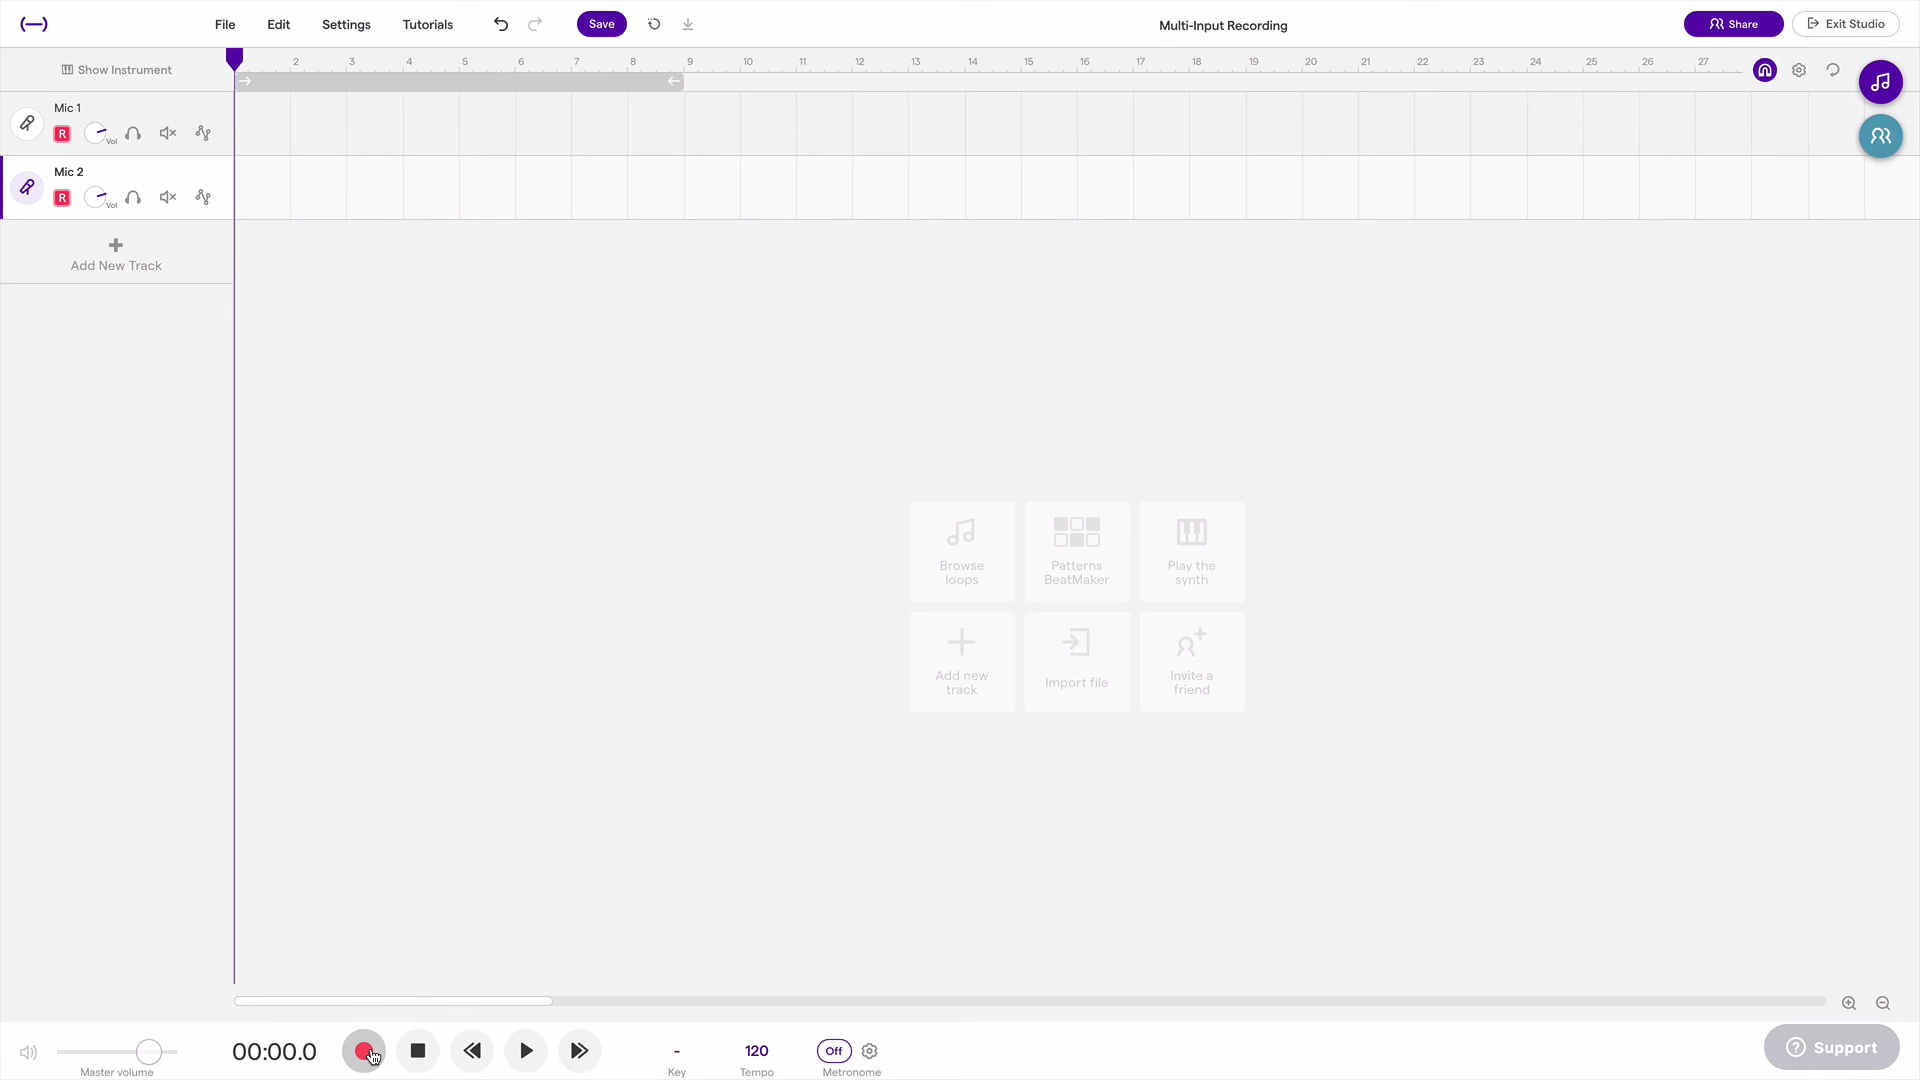 File Edit Settings Tutorials Save Multi-Input Recording Share Exit Studio
Show Instrument
2 3 4 5 6 7 8 9 10 11 12 13 14 15 16 17 18 19 20 21 22 23 24 25 26 27
Mic 1
R Vol
Mic 2
R Vol
Add New Track
Browse
loops
Patterns
BeatMaker
Play the
synth
Add new
track
Import file
Invite a
friend
00:00.0 - 120 Off
Master volume Key Tempo Metronome
Support